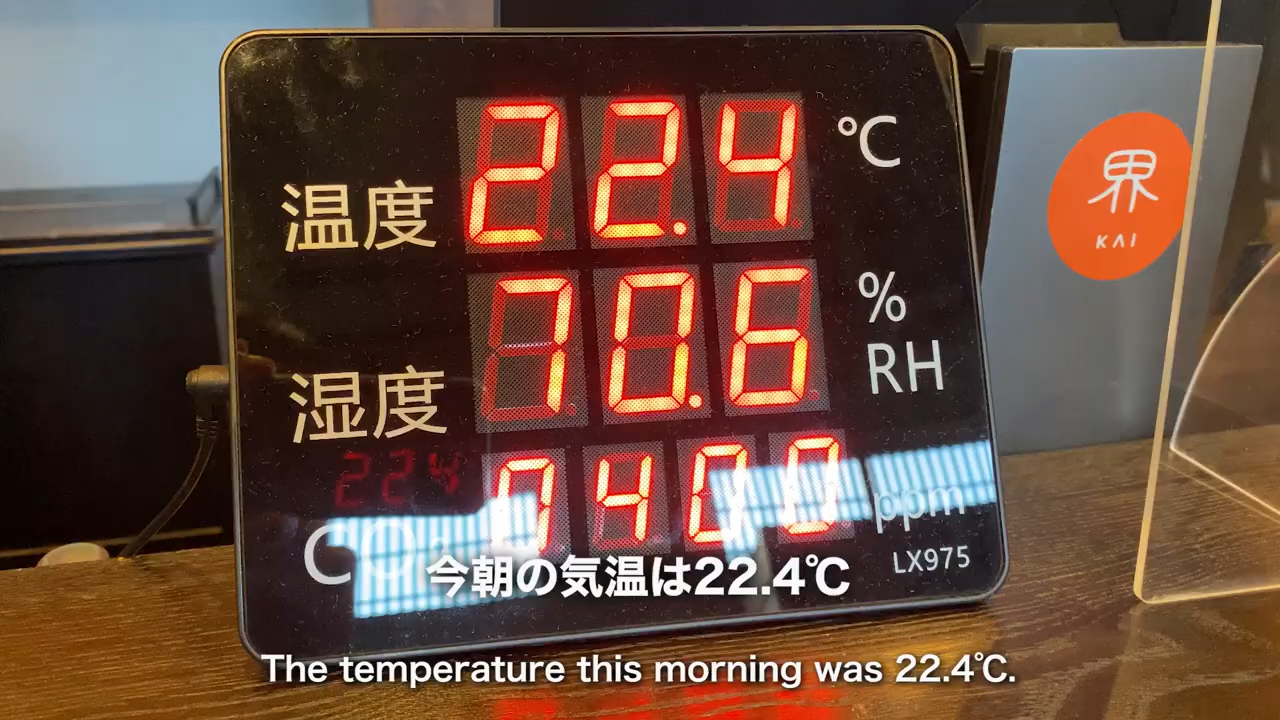 温度 22.4 ℃
湿度 70.6 % RH
CO 0400 ppm
LX975
界
KAI
今朝の気温は22.4℃
The temperature this morning was 22.4℃.